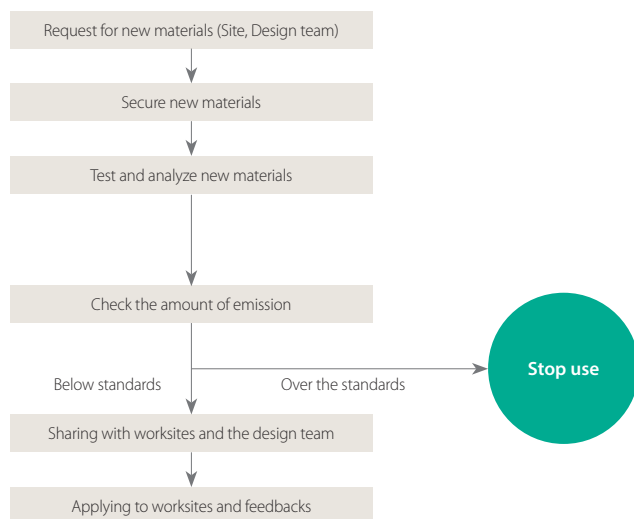 Request for new materials (Site, Design team)
Secure new materials
Test and analyze new materials
Check the amount of emission
Stop use
Below standards
Over the standards
Sharing with worksites and the design team
Applying to worksites and feedbacks